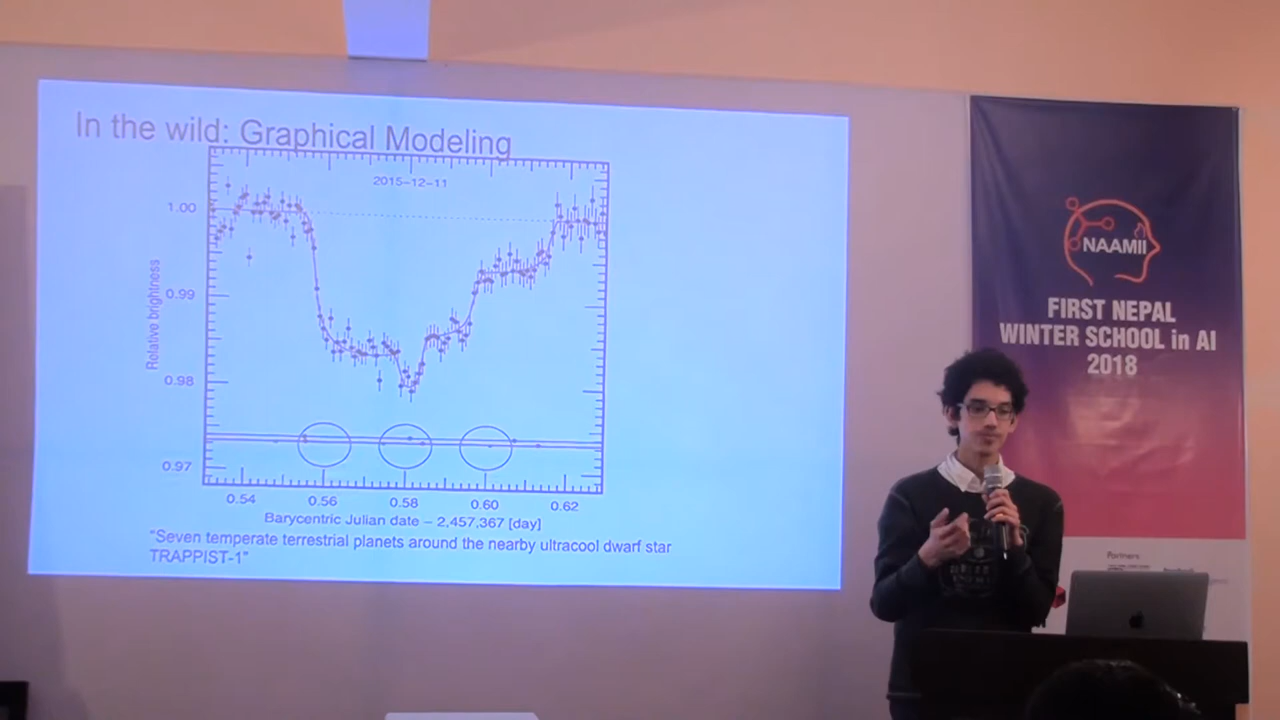 In the wild: Graphical Modeling
2015-12-11
1.00
0.99
0.98
0.97
Relative brightness
0.54 0.56 0.58 0.60 0.62
Barycentric Julian date – 2,457,367 [day]
"Seven temperate terrestrial planets around the nearby ultracool dwarf star
TRAPPIST-1"
NAAMII
FIRST NEPAL
WINTER SCHOOL in AI
2018
Partners